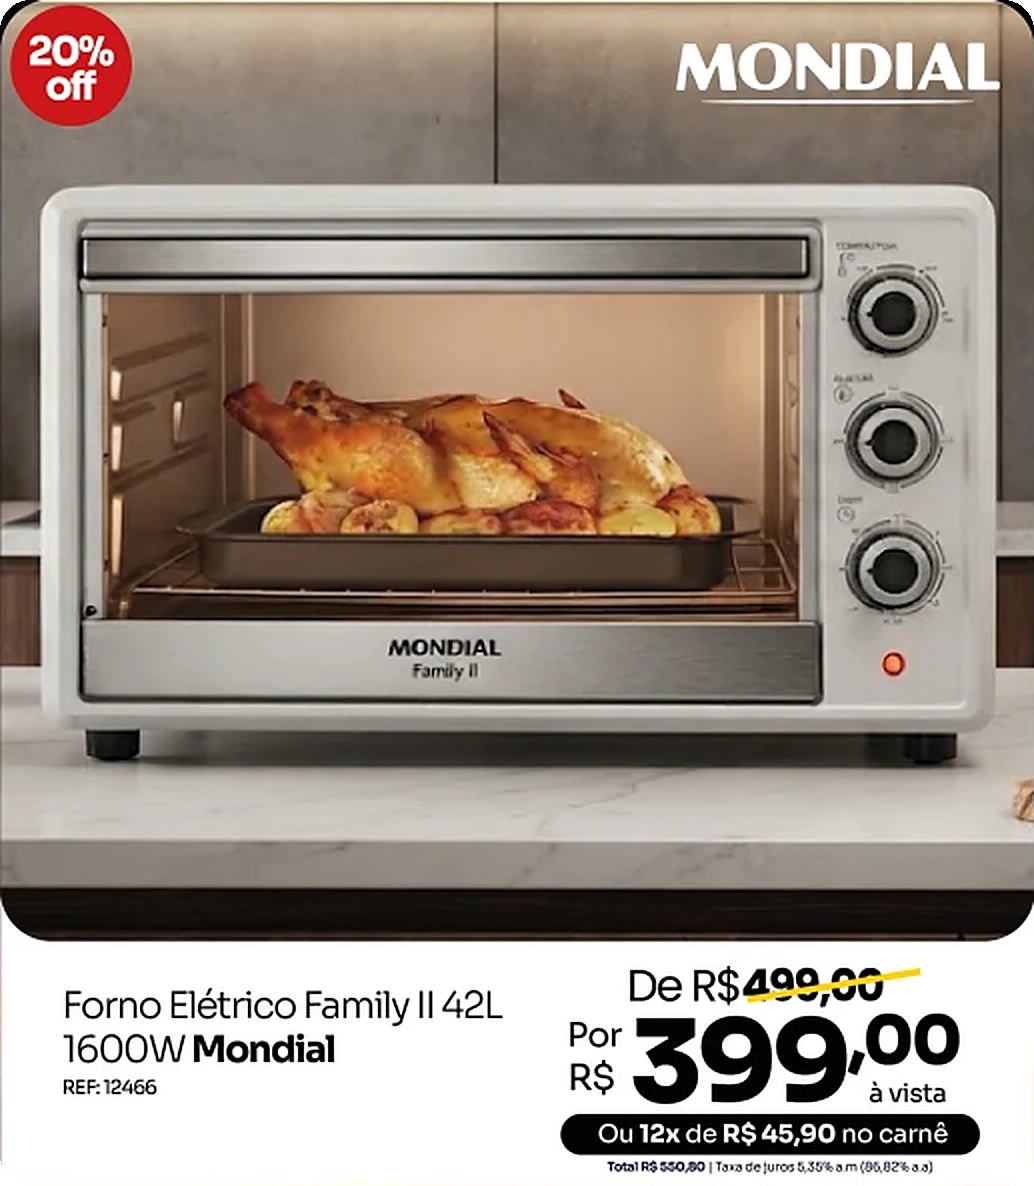 20%
off
MONDIAL
MONDIAL
Family II
Forno Elétrico Family II 42L
1600W Mondial
REF: 12466
De R$499,00
Por
R$
399,00
à vista
Ou 12x de R$ 45,90 no carnê
Total R$ 550,80 | Taxa de juros 5,35% a.m (86,82% a.a)